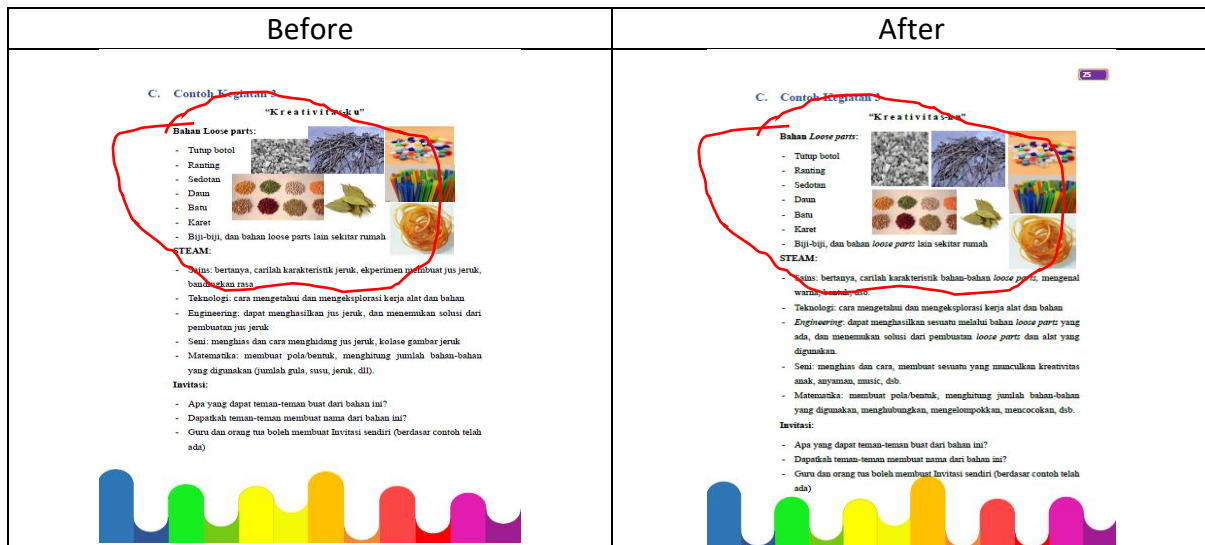 Before
After
C. Contoh Kegiatan 3
"Kreativitas-ku"
Bahan Loose parts:
- Tutup botol
- Ranting
- Sedotan
- Daun
- Batu
- Karet
- Biji-biji, dan bahan loose parts lain sekitar rumah
STEAM:
- Sains: bertanya, carilah karakteristik jeruk, ekperimen membuat jus jeruk,
bandingkan rasa
- Teknologi: cara mengetahui dan mengeksplorasi kerja alat dan bahan
- Engineering: dapat menghasilkan jus jeruk, dan menemukan solusi dari
pembuatan jus jeruk
- Seni: menghias dan cara menghidang jus jeruk, kolase gambar jeruk
- Matematika: membuat pola/bentuk, menghitung jumlah bahan-bahan
yang digunakan (jumlah gula, susu, jeruk, dll).
Invitasi:
- Apa yang dapat teman-teman buat dari bahan ini?
- Dapatkah teman-teman membuat nama dari bahan ini?
- Guru dan orang tua boleh membuat Invitasi sendiri (berdasar contoh telah
ada)
25
C. Contoh Kegiatan 3
"Kreativitas-ku"
Bahan Loose parts:
- Tutup botol
- Ranting
- Sedotan
- Daun
- Batu
- Karet
- Biji-biji, dan bahan loose parts lain sekitar rumah
STEAM:
- Sains: bertanya, carilah karakteristik bahan-bahan loose parts, mengenal
warna, bentuk, dsb.
- Teknologi: cara mengetahui dan mengeksplorasi kerja alat dan bahan
- Engineering: dapat menghasilkan sesuatu melalui bahan loose parts yang
ada, dan menemukan solusi dari pembuatan loose parts dan alat yang
digunakan.
- Seni: menghias dan cara, membuat sesuatu yang munculkan kreativitas
anak, anyaman, music, dsb.
- Matematika: membuat pola/bentuk, menghitung jumlah bahan-bahan
yang digunakan, menghubungkan, mengelompokkan, mencocokan, dsb.
Invitasi:
- Apa yang dapat teman-teman buat dari bahan ini?
- Dapatkah teman-teman membuat nama dari bahan ini?
- Guru dan orang tua boleh membuat Invitasi sendiri (berdasar contoh telah
ada)